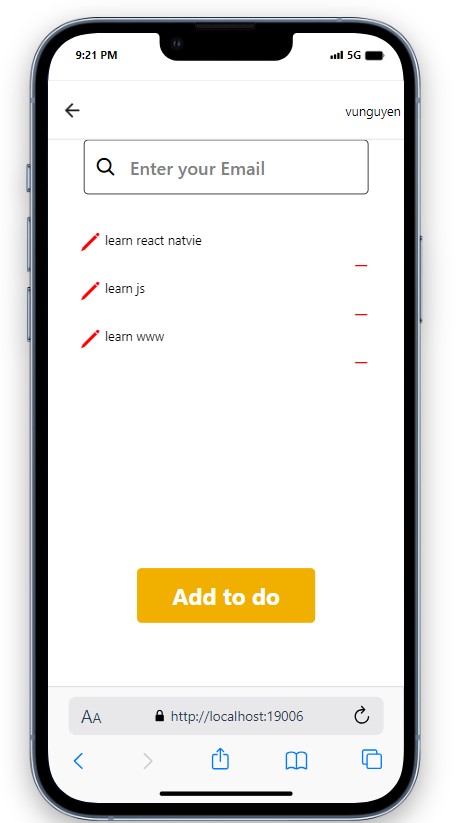 9:21 PM 5G
vunguyen
Enter your Email
learn react natvie
learn js
learn www
Add to do
AA http://localhost:19006